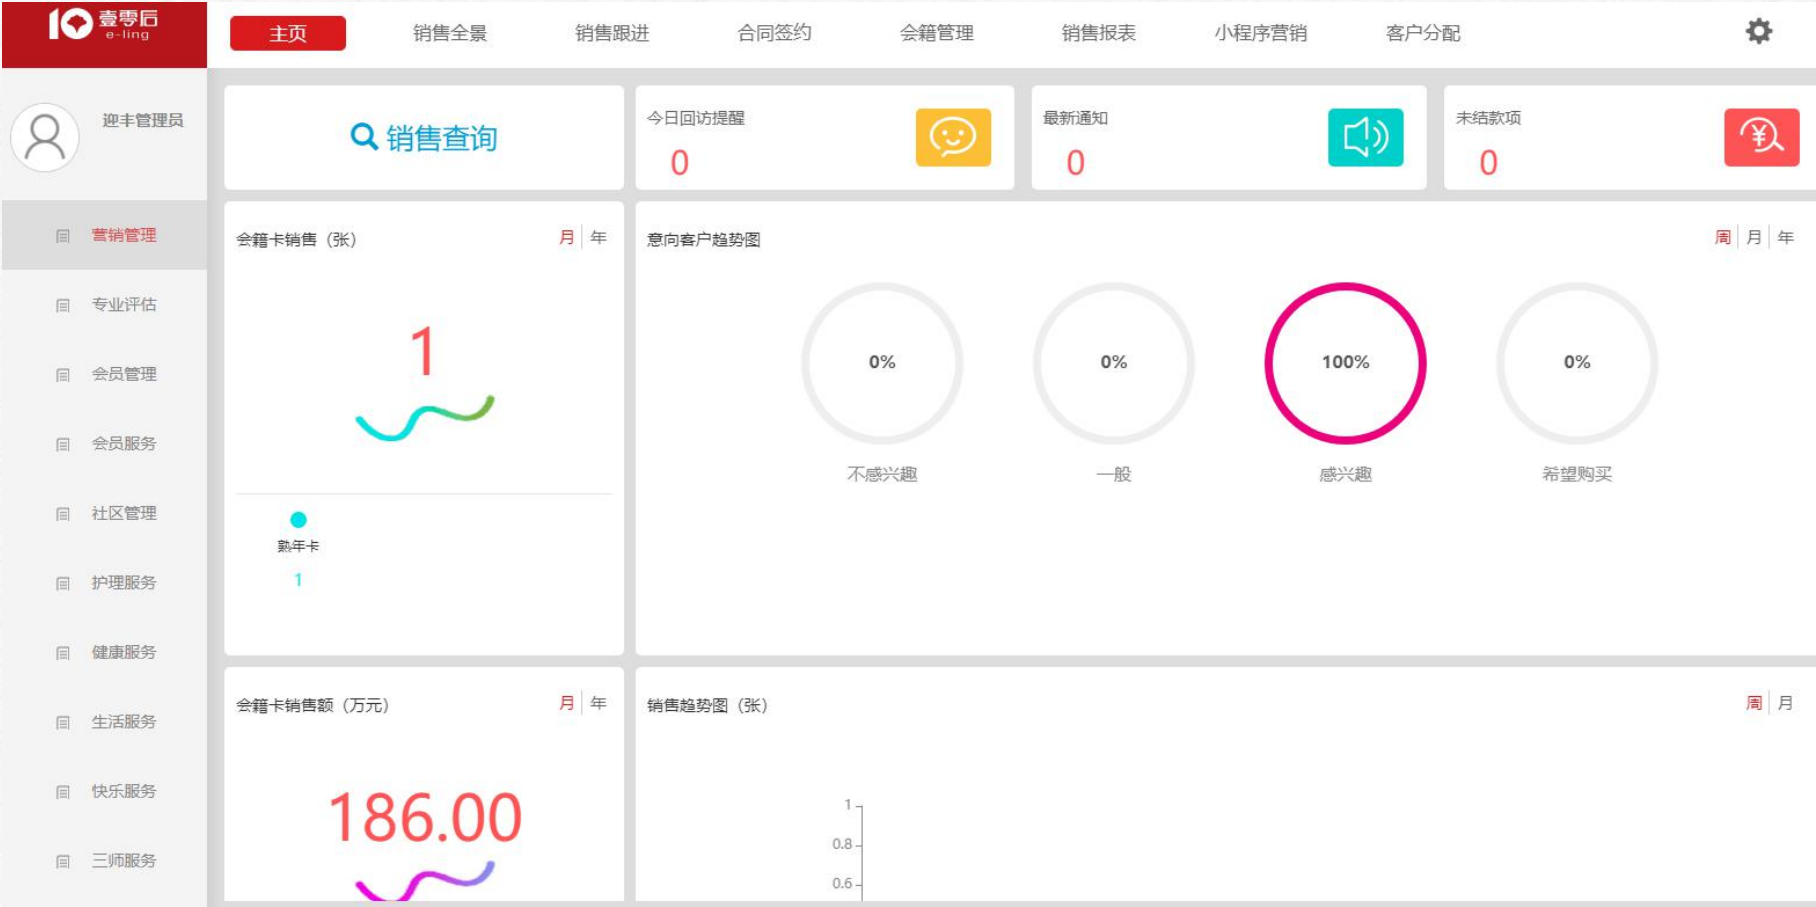 10 壹零后
e-ling
主页 销售全景 销售跟进 合同签约 会籍管理 销售报表 小程序营销 客户分配
迎丰管理员
营销管理
专业评估
会员管理
会员服务
社区管理
护理服务
健康服务
生活服务
快乐服务
三师服务
销售查询
今日回访提醒
0
最新通知
0
未结款项
¥
0
会籍卡销售（张） 月 年
1
熟年卡
1
意向客户趋势图 周 月 年
0% 0% 100% 0%
不感兴趣 一般 感兴趣 希望购买
会籍卡销售额（万元） 月 年
186.00
销售趋势图（张） 周 月
1
0.8
0.6